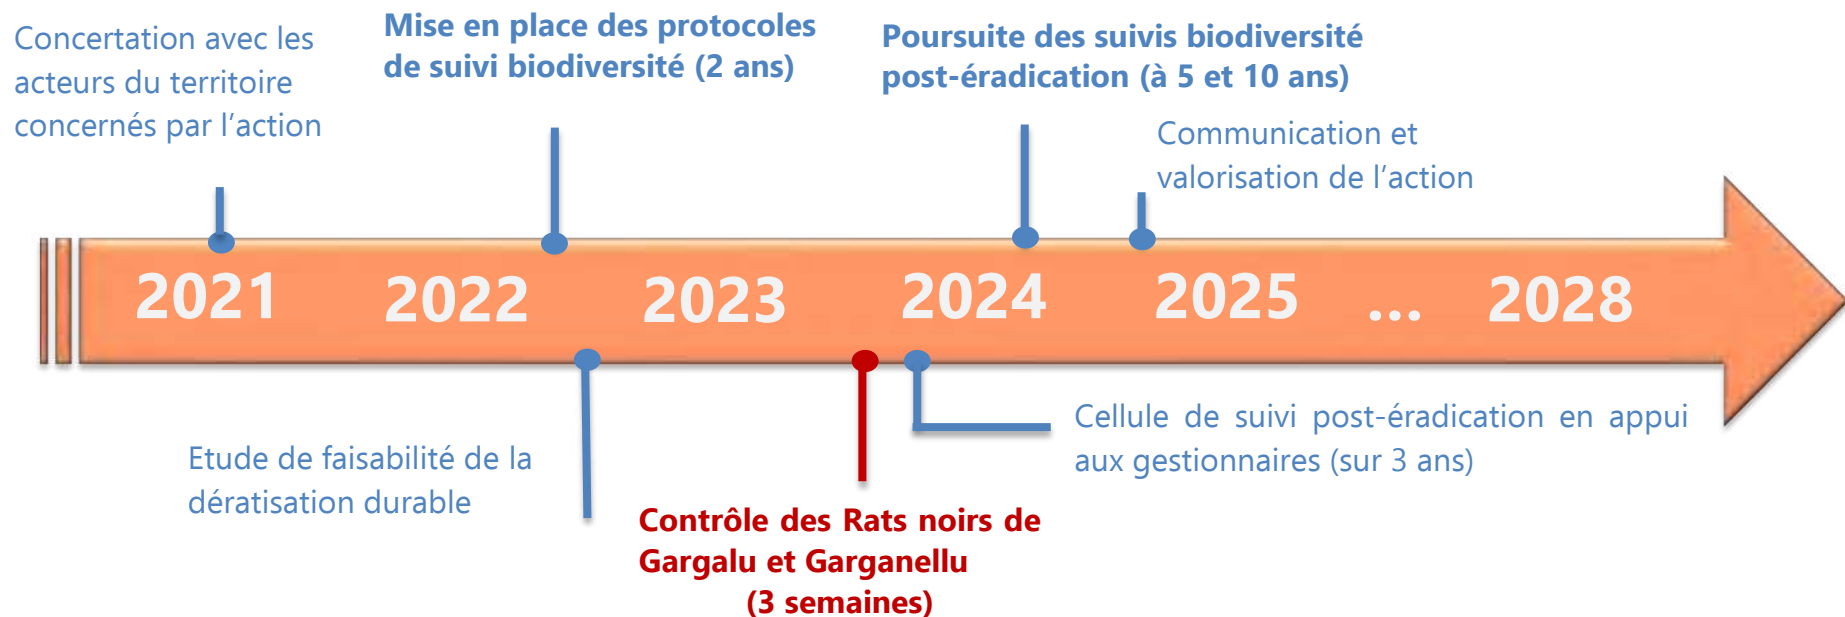 Concertation avec les
acteurs du territoire
concernés par l'action
Mise en place des protocoles
de suivi biodiversité (2 ans)
Poursuite des suivis biodiversité
post-éradication (à 5 et 10 ans)
Communication et
valorisation de l'action
2021 2022 2023 2024 2025 ... 2028
Etude de faisabilité de la
dératisation durable
Contrôle des Rats noirs de
Gargalu et Garganellu
(3 semaines)
Cellule de suivi post-éradication en appui
aux gestionnaires (sur 3 ans)